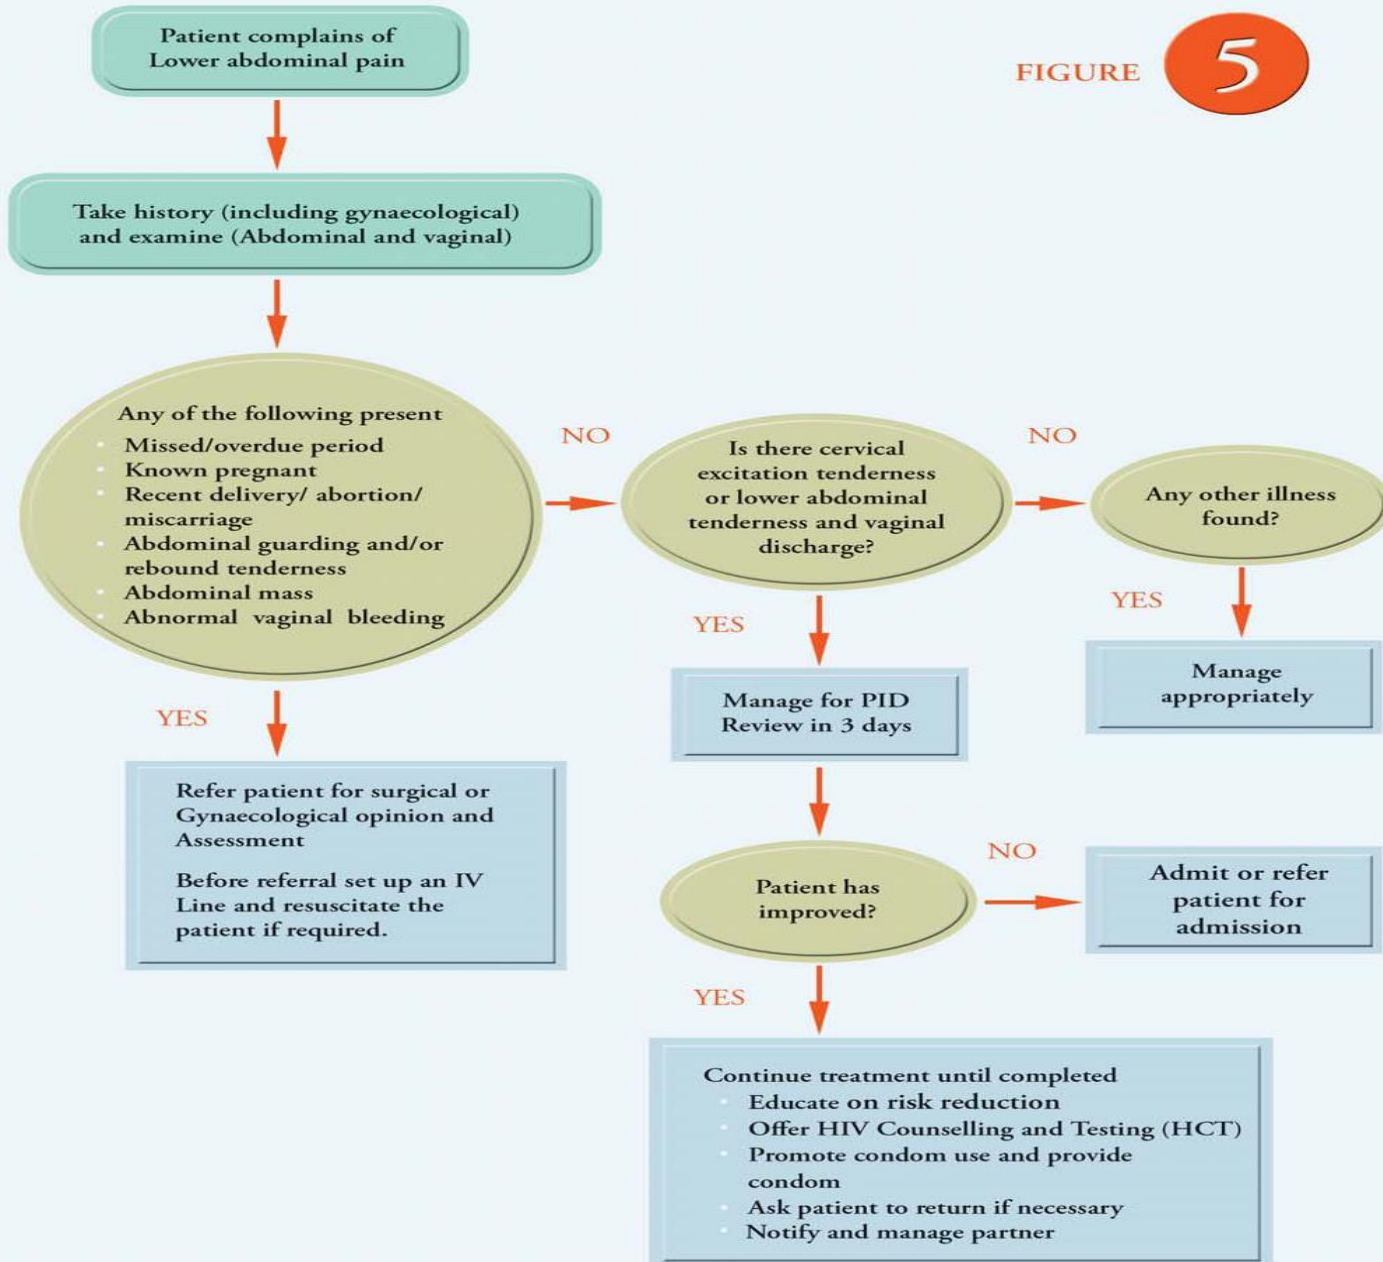 Patient complains of
Lower abdominal pain
FIGURE 5
Take history (including gynaecological)
and examine (Abdominal and vaginal)
Any of the following present
Missed/overdue period
Known pregnant
Recent delivery/ abortion/
miscarriage
Abdominal guarding and/or
rebound tenderness
Abdominal mass
Abnormal vaginal bleeding
NO
Is there cervical
excitation tenderness
or lower abdominal
tenderness and vaginal
discharge?
NO
Any other illness
found?
YES
Manage
appropriately
YES
Manage for PID
Review in 3 days
YES
Refer patient for surgical or
Gynaecological opinion and
Assessment
Before referral set up an IV
Line and resuscitate the
patient if required.
Patient has
improved?
NO
Admit or refer
patient for
admission
YES
Continue treatment until completed
Educate on risk reduction
Offer HIV Counselling and Testing (HCT)
Promote condom use and provide
condom
Ask patient to return if necessary
Notify and manage partner